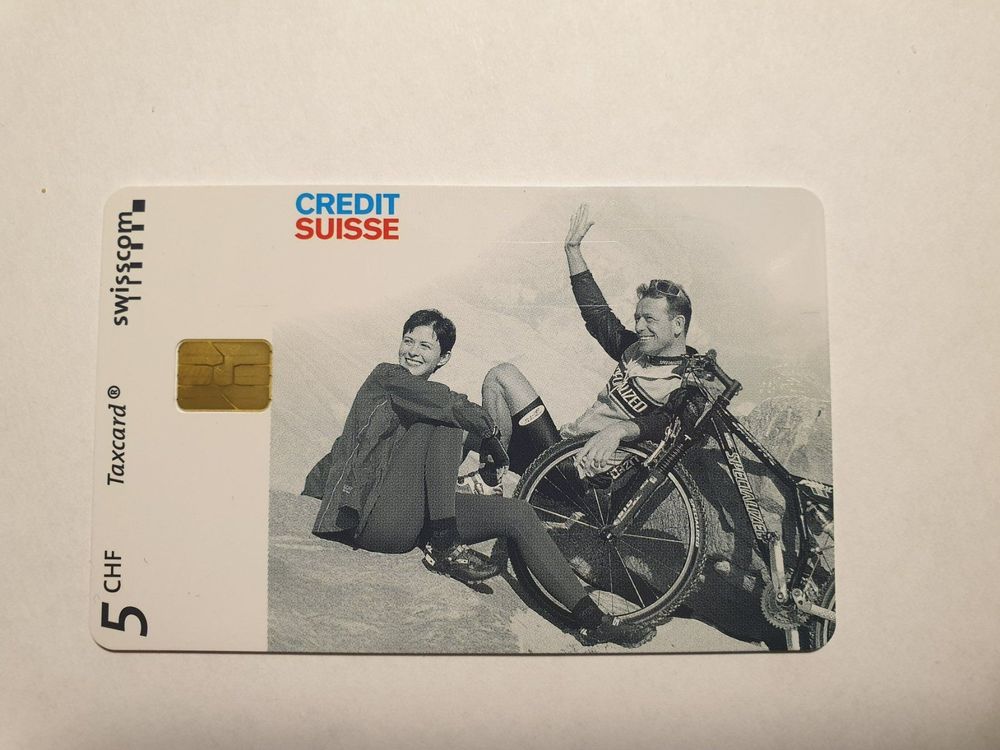 swisscom
Taxcard®
5 CHF
CREDIT
SUISSE
SPECIALIZED